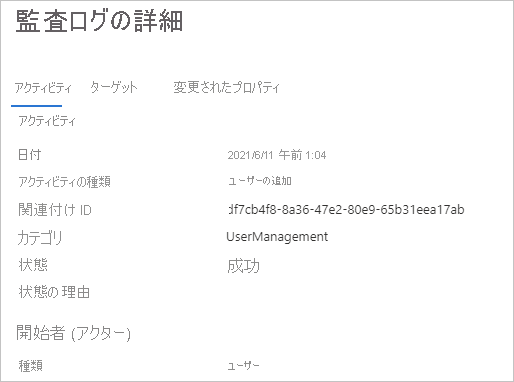 監査ログの詳細
アクティビティ ターゲット 変更されたプロパティ
アクティビティ
日付 2021/6/11 午前 1:04
アクティビティの種類 ユーザーの追加
関連付け ID df7cb4f8-8a36-47e2-80e9-65b31eea17ab
カテゴリ UserManagement
状態 成功
状態の理由
開始者 (アクター)
種類 ユーザー